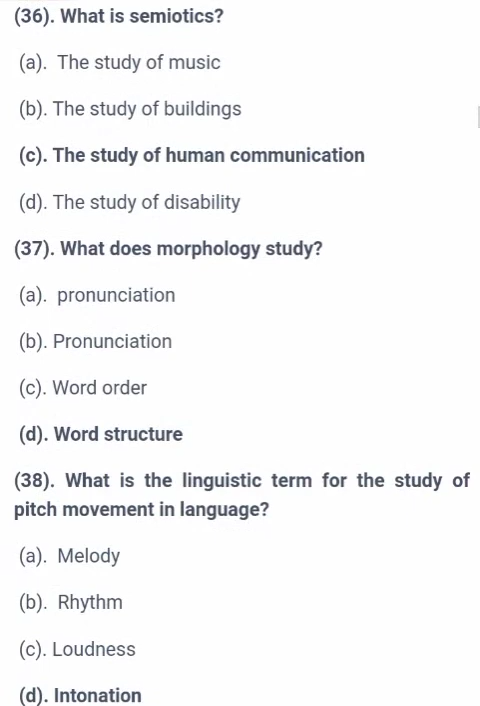 (36). What is semiotics?
(a). The study of music
(b). The study of buildings
(c). The study of human communication
(d). The study of disability
(37). What does morphology study?
(a). pronunciation
(b). Pronunciation
(c). Word order
(d). Word structure
(38). What is the linguistic term for the study of
pitch movement in language?
(a). Melody
(b). Rhythm
(c). Loudness
(d). Intonation